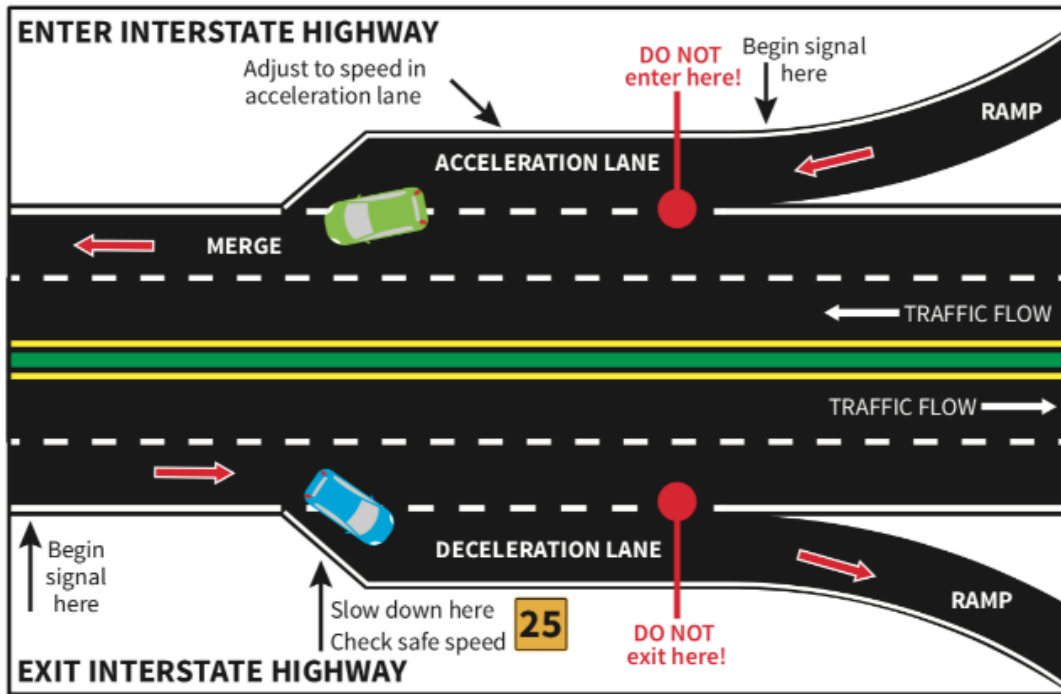 ENTER INTERSTATE HIGHWAY
Adjust to speed in
acceleration lane
DO NOT
enter here!
Begin signal
here
RAMP
ACCELERATION LANE
MERGE
TRAFFIC FLOW
TRAFFIC FLOW
DECELERATION LANE
Begin
signal
here
Slow down here
Check safe speed
25
DO NOT
exit here!
RAMP
EXIT INTERSTATE HIGHWAY